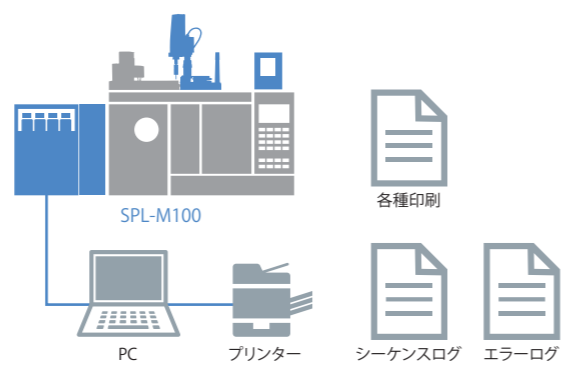 SPL-M100
各種印刷
PC
プリンター
シーケンスログ
エラーログ